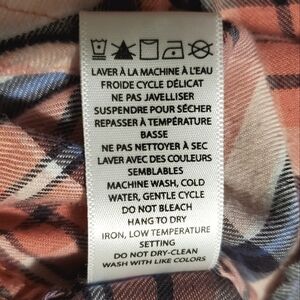 LAVER À LA MACHINE À L'EAU
FROIDE CYCLE DÉLICAT
NE PAS JAVELLISER
SUSPENDRE POUR SÉCHER
REPASSER À TEMPÉRATURE
BASSE
NE PAS NETTOYER À SEC
LAVER AVEC DES COULEURS
SEMBLABLES
MACHINE WASH, COLD
WATER, GENTLE CYCLE
DO NOT BLEACH
HANG TO DRY
IRON, LOW TEMPERATURE
SETTING
DO NOT DRY-CLEAN
WASH WITH LIKE COLORS